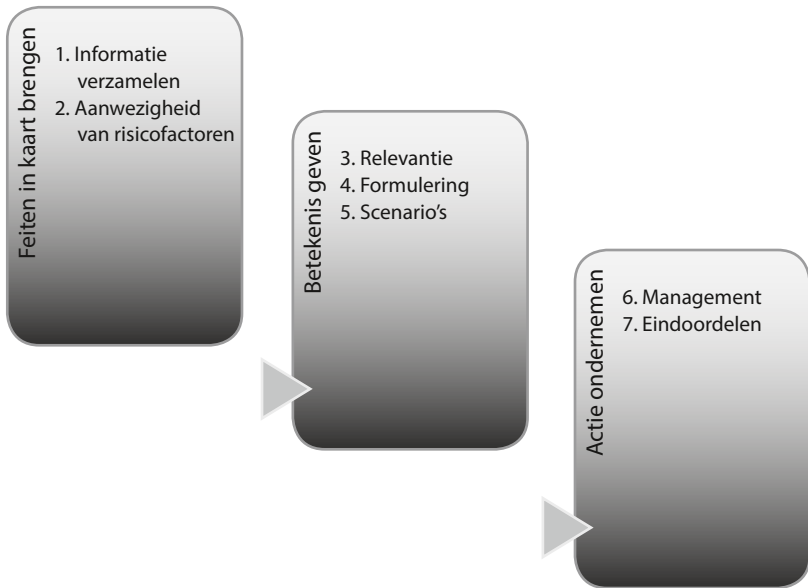 Feiten in kaart brengen
1. Informatie
verzamelen
2. Aanwezigheid
van risicofactoren
Betekenis geven
3. Relevantie
4. Formulering
5. Scenario's
Actie ondernemen
6. Management
7. Eindoordelen